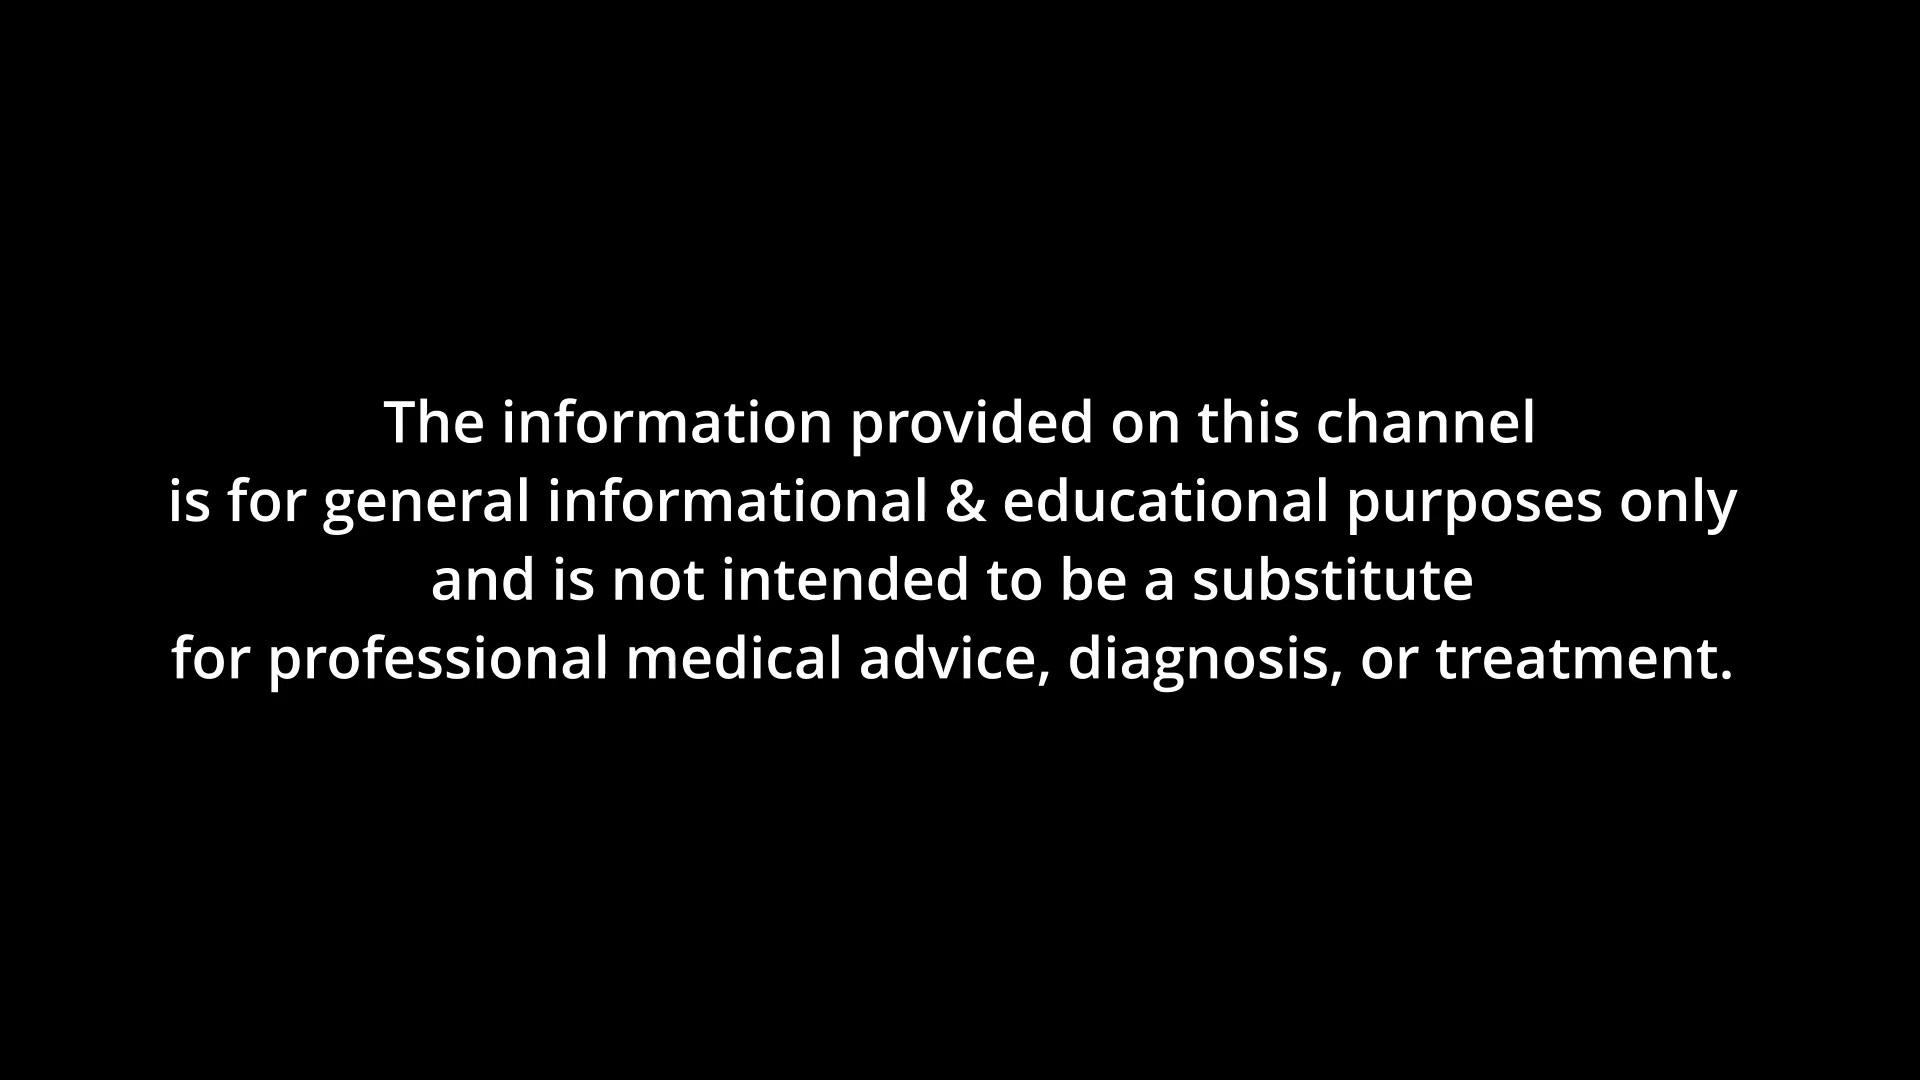 The information provided on this channel
is for general informational & educational purposes only
and is not intended to be a substitute
for professional medical advice, diagnosis, or treatment.